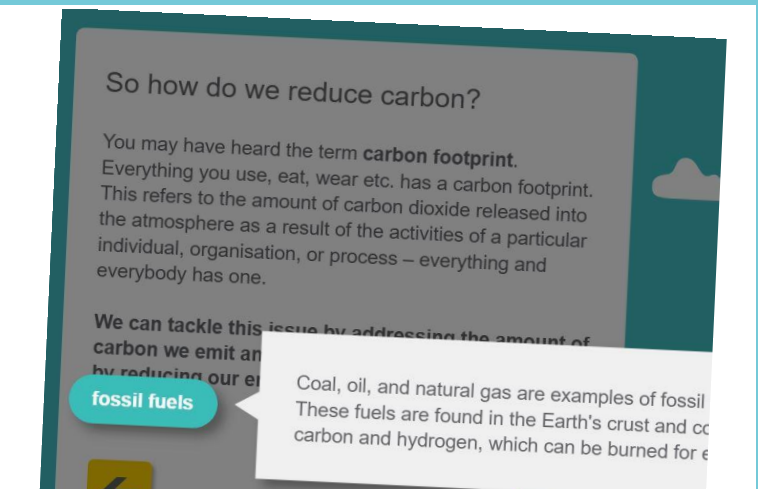 So how do we reduce carbon?
You may have heard the term carbon footprint.
Everything you use, eat, wear etc. has a carbon footprint.
This refers to the amount of carbon dioxide released into
the atmosphere as a result of the activities of a particular
individual, organisation, or process – everything and
everybody has one.
We can tackle this issue by addressing the amount of
carbon we emit an
by reducing our
fossil fuels
Coal, oil, and natural gas are examples of fossil
These fuels are found in the Earth's crust and
carbon and hydrogen, which can be burned for